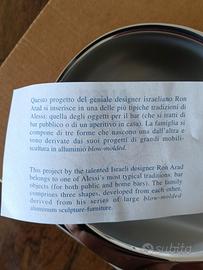 Questo progetto del geniale designer israeliano Ron
Arad si inserisce in una delle più tipiche tradizioni di
Alessi: quella degli oggetti per il bar (che si tratti di
bar pubblico o di un aperitivo in casa). La famiglia si
compone di tre forme che nascono una dall'altra e
sono derivate dai suoi progetti di grandi mobili-
scultura in alluminio blow-molded.
This project by the talented Israeli designer Ron Arad
belongs to one of Alessi's most typical traditions: bar
objects (for both public and home bars). The family
comprises three shapes, developed from each other,
derived from his series of large blow-molded
aluminum sculpture-furniture.
subito